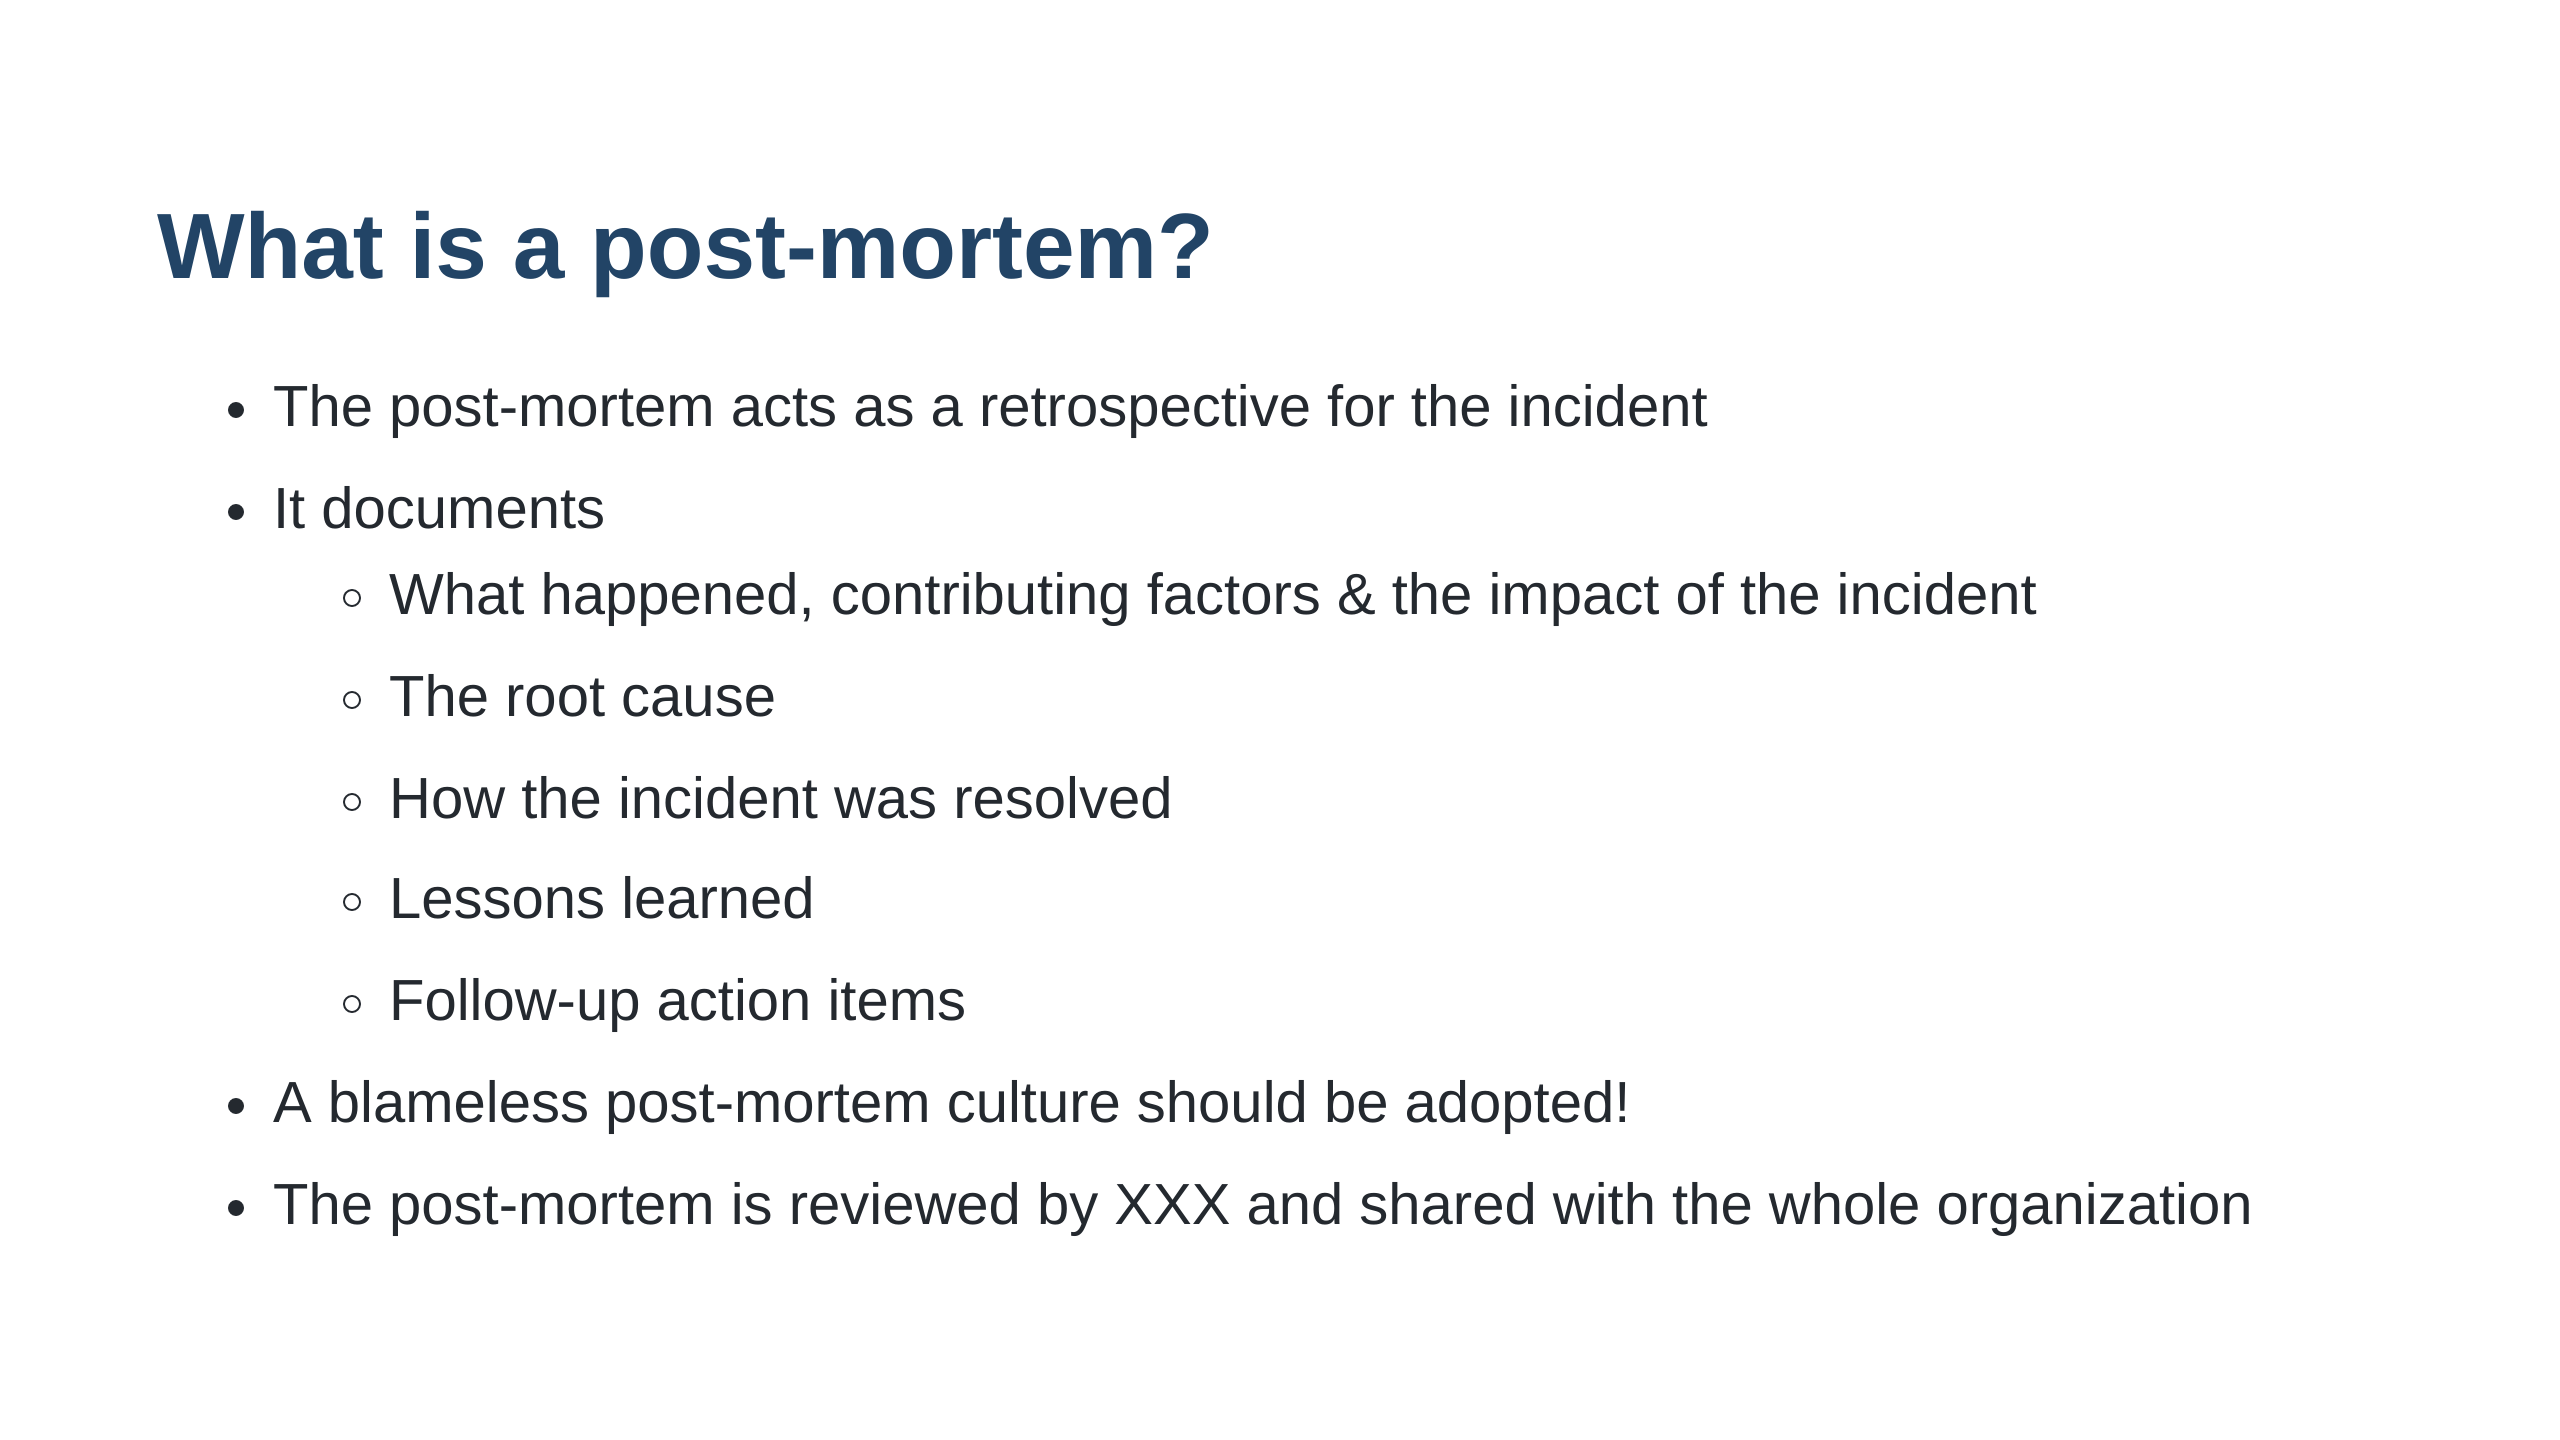 What is a post-mortem?
The post-mortem acts as a retrospective for the incident
It documents
What happened, contributing factors & the impact of the incident
The root cause
How the incident was resolved
Lessons learned
Follow-up action items
A blameless post-mortem culture should be adopted!
The post-mortem is reviewed by XXX and shared with the whole organization